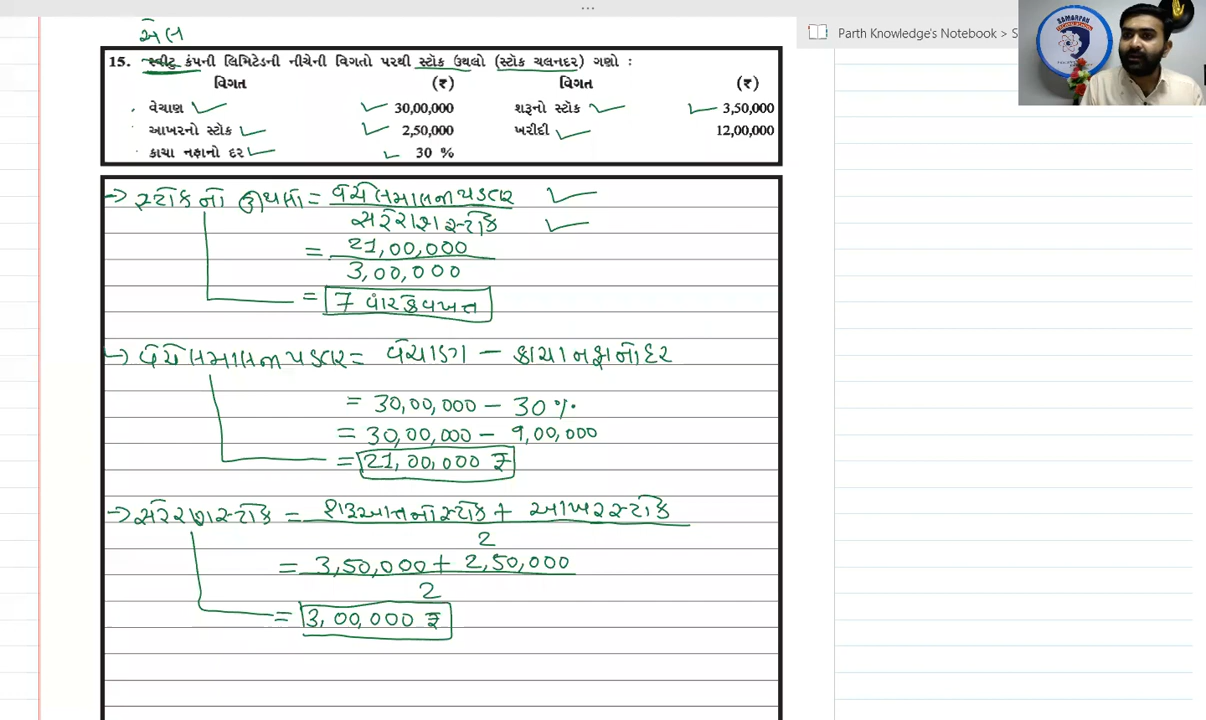 Parth Knowledge's Notebook > S
SAMARPAN
એલ
15. સ્વીટુ કંપની લિમિટેડની નીચેની વિગતો પરથી સ્ટૉક ઉથલો (સ્ટૉક ચલનદર) ગણો :
વિગત (₹) વિગત (₹)
વેચાણ 30,00,000 શરૂનો સ્ટૉક 3,50,000
આખરનો સ્ટૉક 2,50,000 ખરીદી 12,00,000
કાચા નફાનો દર 30 %
→ સ્ટોકનો ઉથલો = વેચેલમાલની પડતર
સરેરાશ સ્ટોક
= 21,00,000
3,00,000
= 7 વાર કે વખત
→ વેચેલમાલની પડતર = વેચાણ - કાચા નફાનો દર
= 30,00,000 - 30 %
= 30,00,000 - 9,00,000
= 21,00,000 ₹
→ સરેરાશ સ્ટોક = શરૂઆતનો સ્ટોક + આખર સ્ટોક
2
= 3,50,000 + 2,50,000
2
= 3,00,000 ₹